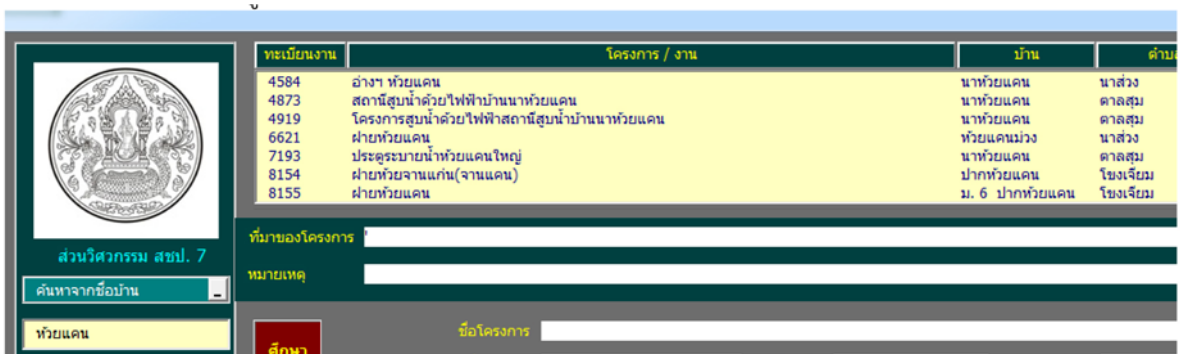 ทะเบียนงาน โครงการ / งาน บ้าน
4584 อ่างฯ ห้วยแคน นาห้วยแคน นาส่วง
4873 สถานีสูบน้ำด้วยไฟฟ้าบ้านนาห้วยแคน นาห้วยแคน ตาลสุม
4919 โครงการสูบน้ำด้วยไฟฟ้าสถานีสูบน้ำบ้านนาห้วยแคน นาห้วยแคน ตาลสุม
6621 ฝายห้วยแคน ห้วยแคนม่วง นาส่วง
7193 ประตูระบายน้ำห้วยแคนใหญ่ นาห้วยแคน ตาลสุม
8154 ฝายห้วยจานแก่น(จานแคน) ปากห้วยแคน โขงเจียม
8155 ฝายห้วยแคน ม. 6 ปากห้วยแคน โขงเจียม
ที่มาของโครงการ
ส่วนวิศวกรรม สชป. 7
หมายเหตุ
ค้นหาจากชื่อบ้าน
ห้วยแคน
ชื่อโครงการ
ศึกษา